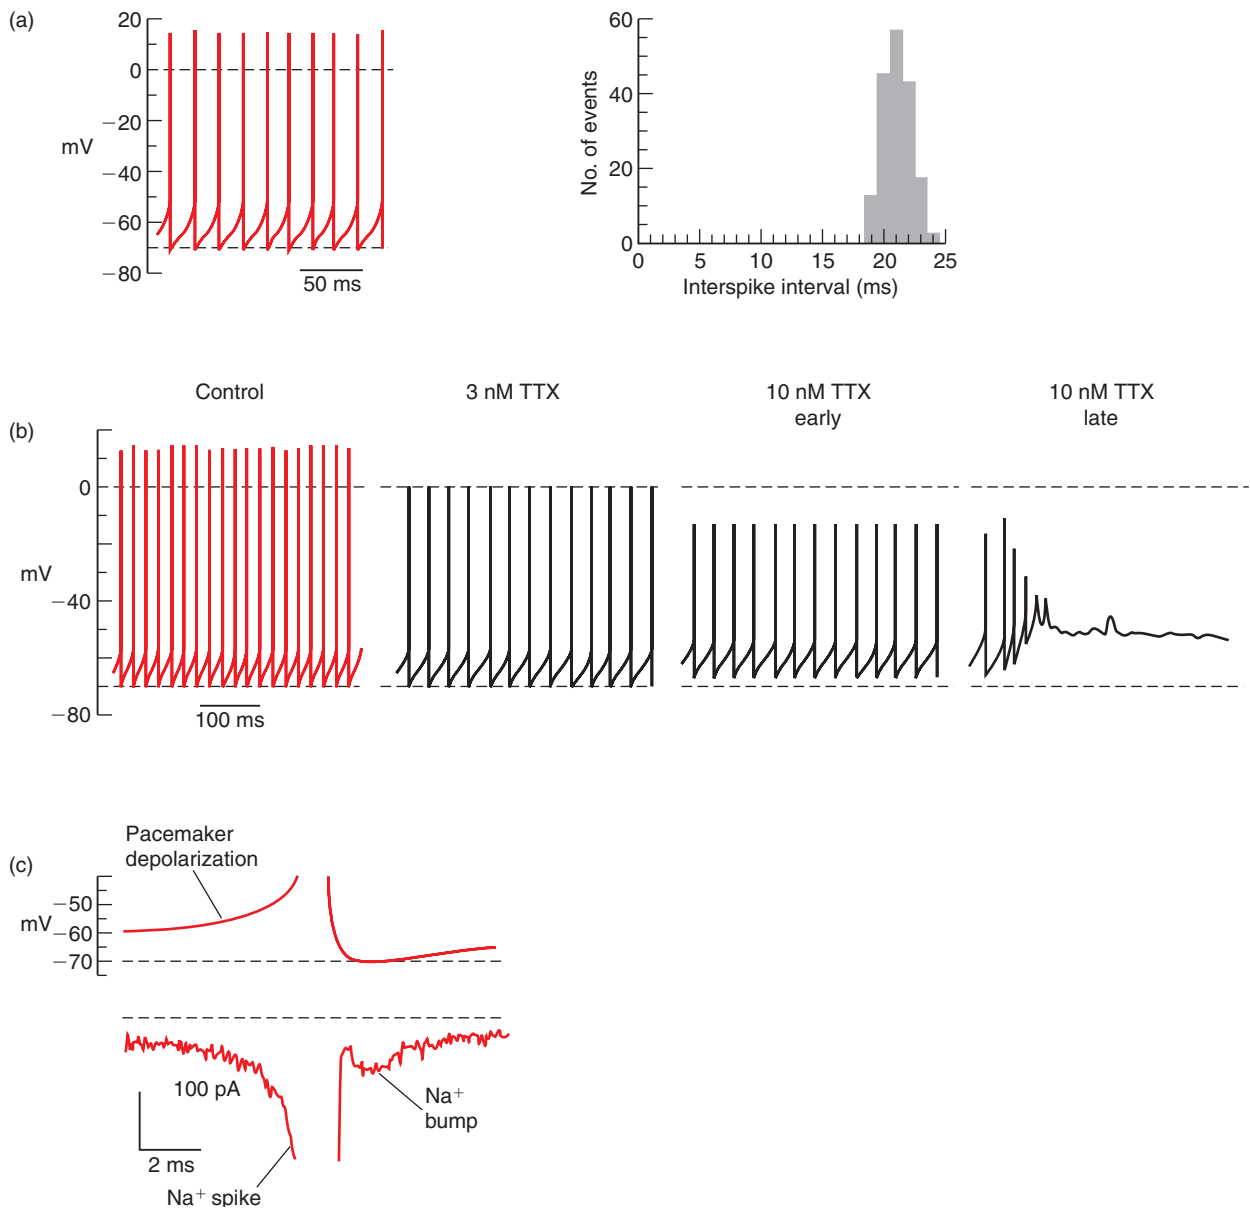 (a)
20
0
−20
−40
−60
−80
mV
50 ms
60
40
20
0
No. of events
0 5 10 15 20 25
Interspike interval (ms)
Control
3 nM TTX
10 nM TTX
early
10 nM TTX
late
(b)
0
−40
−80
mV
100 ms
(c)
Pacemaker
depolarization
−50
−60
−70
mV
100 pA
2 ms
Na+ spike
Na+
bump